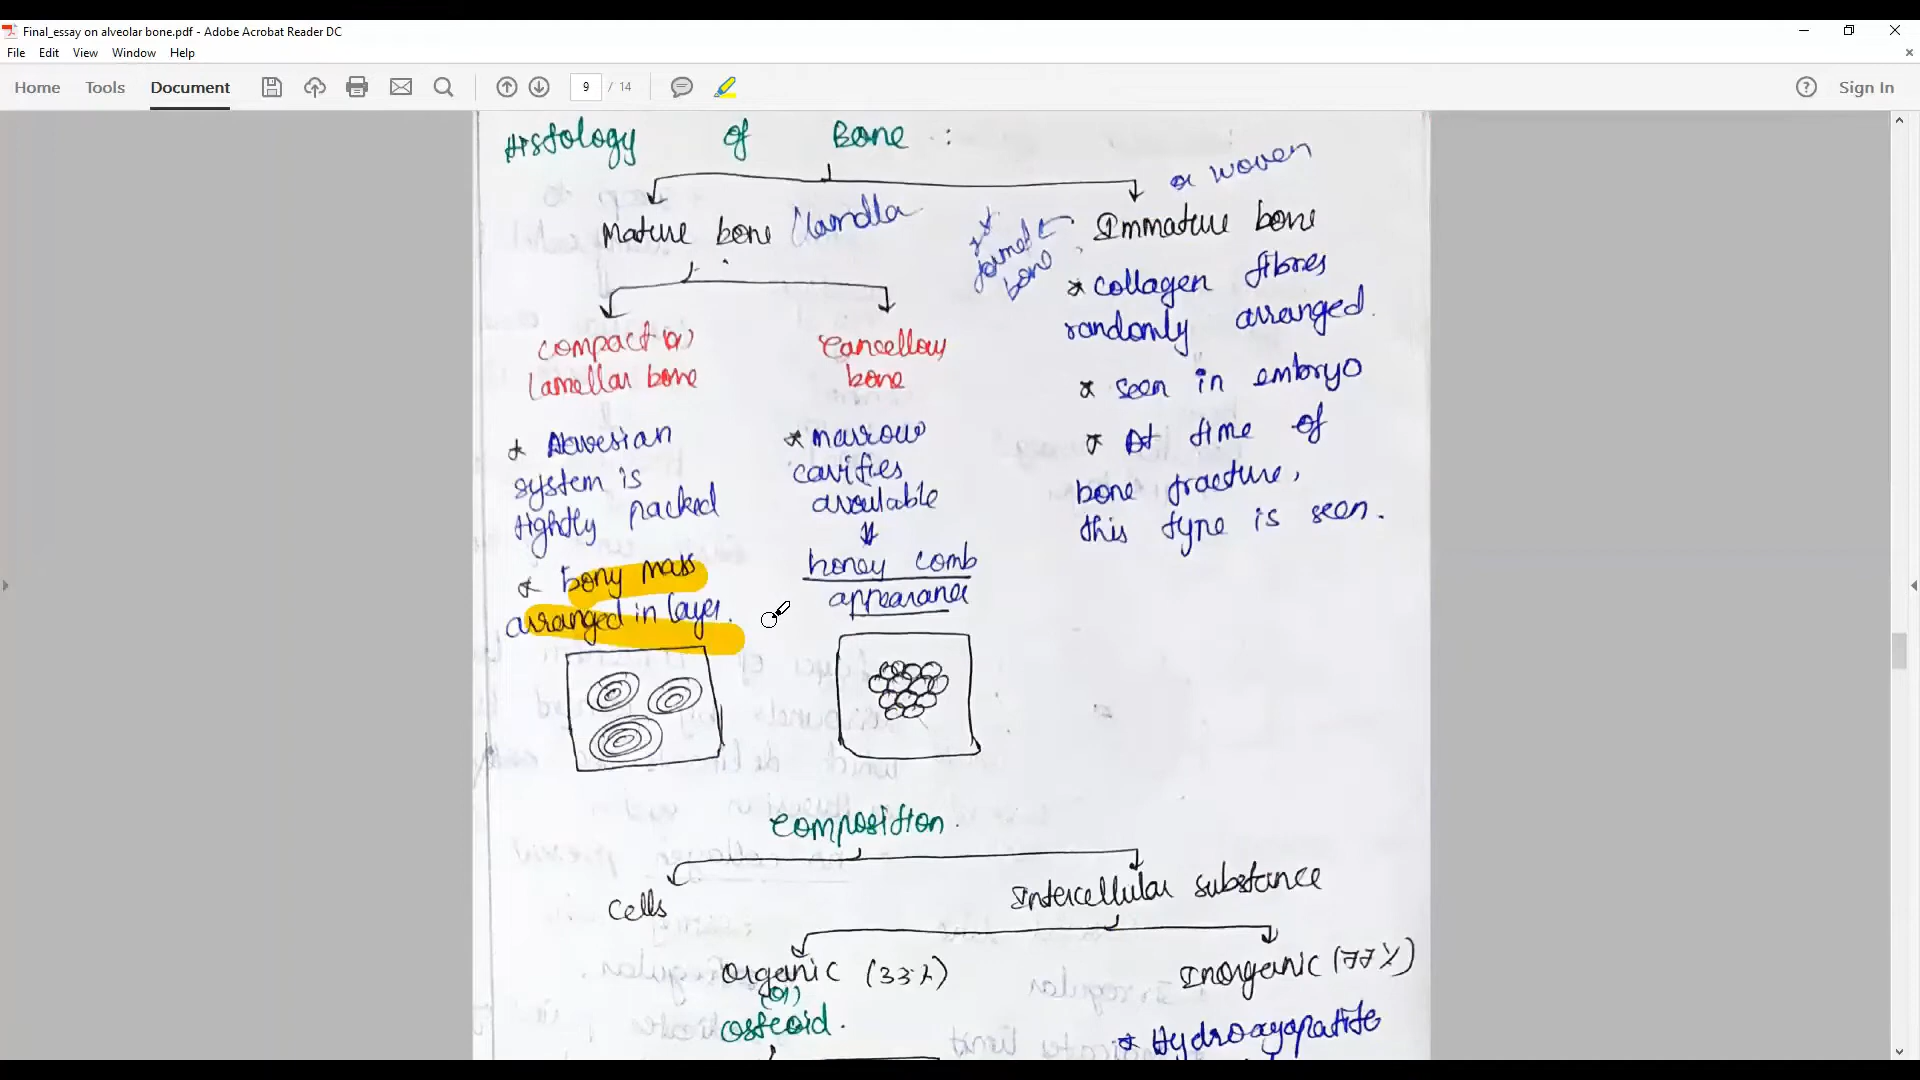 Final_essay on alveolar bone.pdf - Adobe Acrobat Reader DC
File Edit View Window Help
Home Tools Document 9 / 14 Sign In
Histology of Bone :
or woven
Mature bone
Immature bone
formed bone
* collagen fibres
randomly arranged.
* seen in embryo
* At time of
bone fracture,
this type is seen.
compact (or)
lamellar bone
* Haversian
system is
tightly packed
* bony mass
arranged in layer.
cancellous
bone
* marrow
cavities
available
honey comb
appearance
composition.
cells
Intercellular substance
organic (33%)
(or)
osteoid.
Inorganic (77%)
* Hydroxyapatite